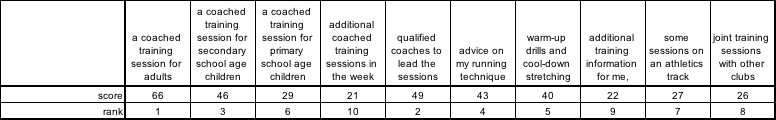 a coached training session for adults
a coached training session for secondary school age children
a coached training session for primary school age children
additional coached training sessions in the week
qualified coaches to lead the sessions
advice on my running technique
warm-up drills and cool-down stretching
additional training information for me,
some sessions on an athletics track
joint training sessions with other clubs
score 66 46 29 21 49 43 40 22 27 26
rank 1 3 6 10 2 4 5 9 7 8